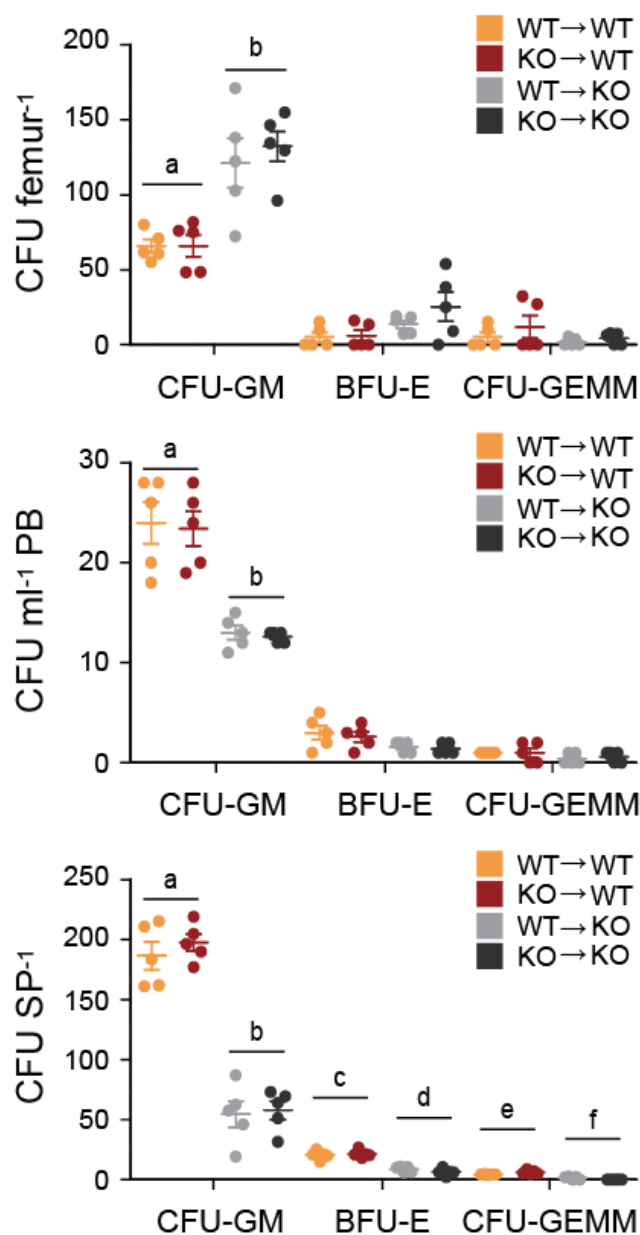 CFU femur⁻¹
200
150
100
50
0
a
b
WT→WT
KO→WT
WT→KO
KO→KO
CFU-GM
BFU-E
CFU-GEMM
CFU ml⁻¹ PB
30
20
10
0
a
b
WT→WT
KO→WT
WT→KO
KO→KO
CFU-GM
BFU-E
CFU-GEMM
CFU SP⁻¹
250
200
150
100
50
0
a
b
c
d
e
f
WT→WT
KO→WT
WT→KO
KO→KO
CFU-GM
BFU-E
CFU-GEMM